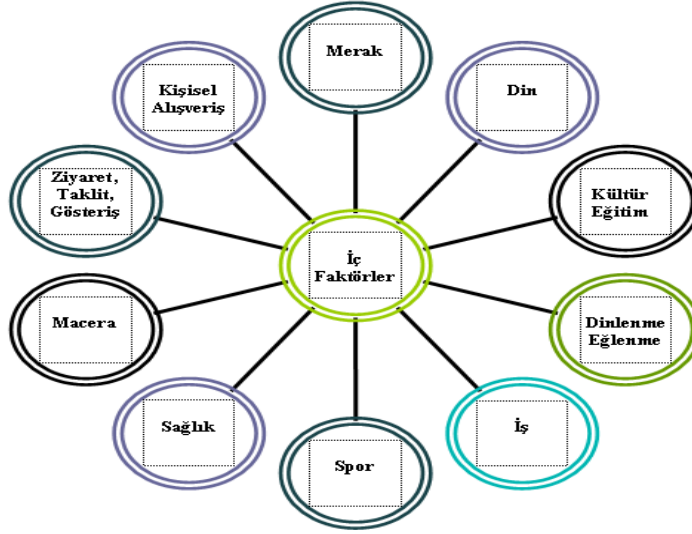 Merak
Kişisel
Alışveriş
Din
Ziyaret,
Taklit,
Gösteriş
Kültür
Eğitim
İç
Faktörler
Macera
Dinlenme
Eğlenme
Sağlık
İş
Spor